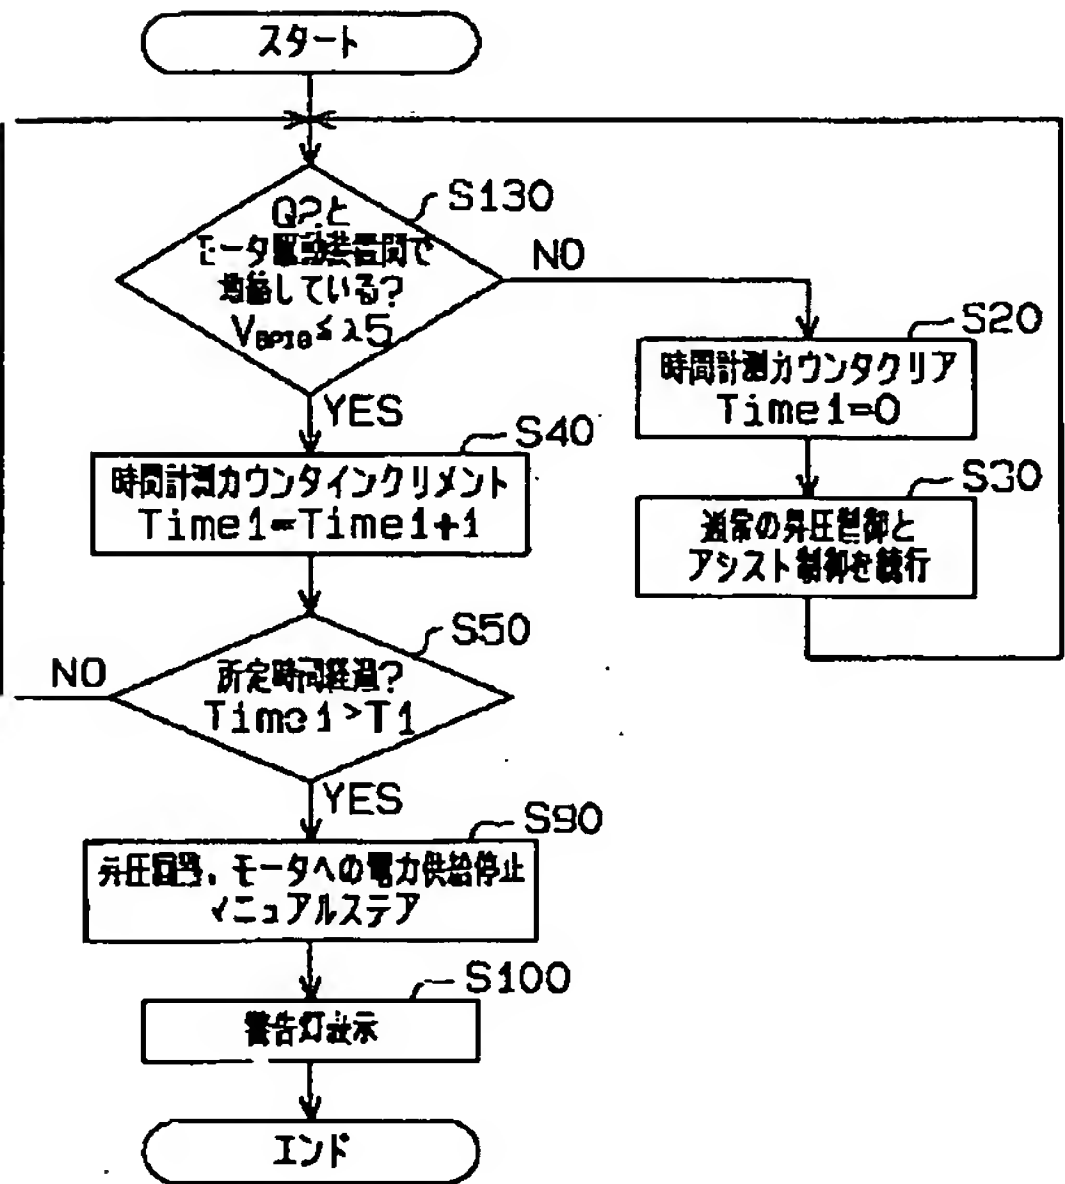 スタート
S130
Q2と
モータ駆動装置間で
地絡している?
VBPIG≦λ5
NO
YES
S20
時間計測カウンタクリア
Time1=0
S30
通常の昇圧制御と
アシスト制御を続行
S40
時間計測カウンタインクリメント
Time1=Time1+1
S50
所定時間経過?
Time1>T1
NO
YES
S90
昇圧回路、モータへの電力供給停止
マニュアルステア
S100
警告灯表示
エンド